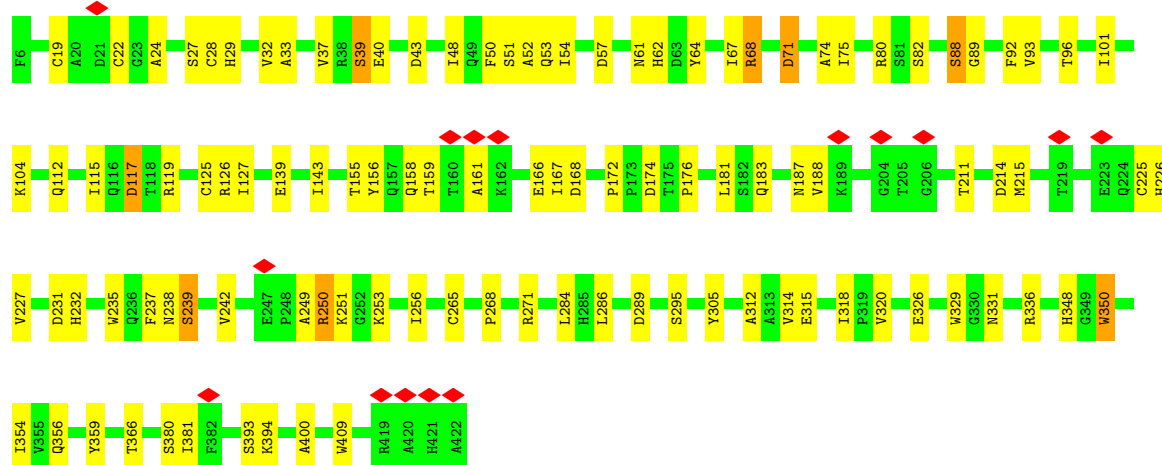 F6 C19 A20 D21 C22 G23 A24 S27 C28 H29 V32 A33 V37 R38 S39 E40 D43 I48 Q49 F50 S51 A52 Q53 I54 D57 N61 H62 D63 Y64 I67 R68 D71 A74 I75 R80 S81 S82 S88 G89 F92 V93 T96 I101
K104 Q112 I115 Q116 D117 T118 R119 C125 R126 I127 E139 I143 T155 Y156 Q157 Q158 T159 T160 A161 K162 E166 I167 D168 P172 P173 D174 T175 P176 L181 S182 Q183 N187 V188 K189 G204 T205 G206 T211 D214 M215 T219 E223 Q224 C225 H226
V227 D231 H232 W235 Q236 F237 N238 S239 V242 E247 P248 A249 R250 K251 G252 K253 I256 C265 P268 R271 L284 H285 L286 D289 S295 Y305 A312 A313 V314 E315 I318 P319 V320 E326 W329 G330 N331 R336 H348 G349 W350
I354 V355 Q356 Y359 T366 S380 I381 F382 S393 K394 A400 W409 R419 A420 H421 A422